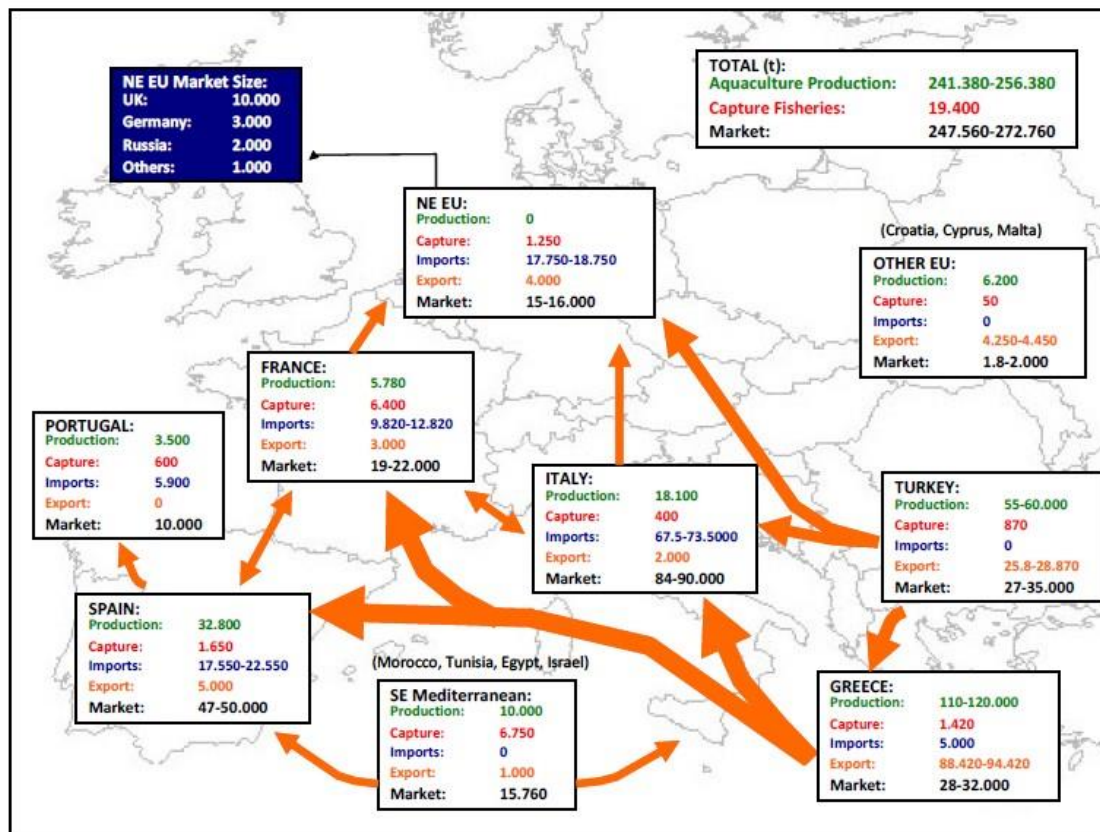 NE EU Market Size:
UK: 10.000
Germany: 3.000
Russia: 2.000
Others: 1.000
TOTAL (t):
Aquaculture Production: 241.380-256.380
Capture Fisheries: 19.400
Market: 247.560-272.760
NE EU:
Production: 0
Capture: 1.250
Imports: 17.750-18.750
Export: 4.000
Market: 15-16.000
(Croatia, Cyprus, Malta)
OTHER EU:
Production: 6.200
Capture: 50
Imports: 0
Export: 4.250-4.450
Market: 1.8-2.000
FRANCE:
Production: 5.780
Capture: 6.400
Imports: 9.820-12.820
Export: 3.000
Market: 19-22.000
PORTUGAL:
Production: 3.500
Capture: 600
Imports: 5.900
Export: 0
Market: 10.000
ITALY:
Production: 18.100
Capture: 400
Imports: 67.5-73.5000
Export: 2.000
Market: 84-90.000
TURKEY:
Production: 55-60.000
Capture: 870
Imports: 0
Export: 25.8-28.870
Market: 27-35.000
SPAIN:
Production: 32.800
Capture: 1.650
Imports: 17.550-22.550
Export: 5.000
Market: 47-50.000
(Morocco, Tunisia, Egypt, Israel)
SE Mediterranean:
Production: 10.000
Capture: 6.750
Imports: 0
Export: 1.000
Market: 15.760
GREECE:
Production: 110-120.000
Capture: 1.420
Imports: 5.000
Export: 88.420-94.420
Market: 28-32.000